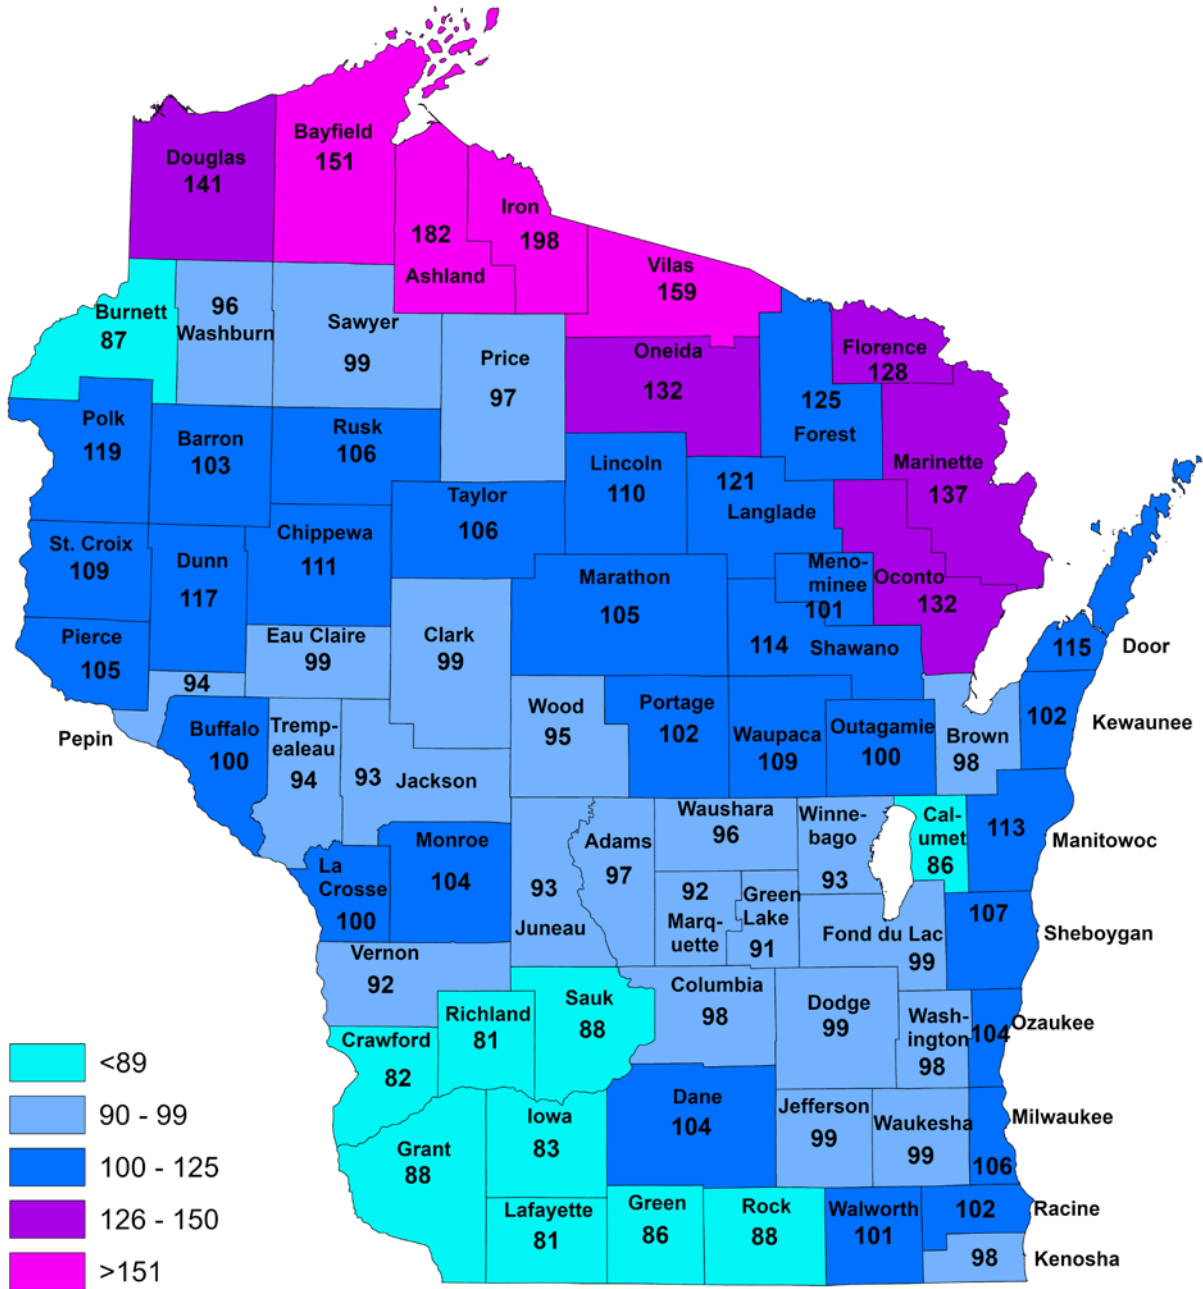 Bayfield
151
Douglas
141
Iron
198
182
Ashland
Vilas
159
Burnett
87
96
Washburn
Sawyer
99
Price
97
Oneida
132
Florence
128
125
Forest
Polk
119
Barron
103
Rusk
106
Lincoln
110
121
Langlade
Marinette
137
Taylor
106
St. Croix
109
Dunn
117
Chippewa
111
Marathon
105
Meno-
minee
101
Oconto
132
Pierce
105
Eau Claire
99
Clark
99
114
Shawano
115
Door
94
Pepin
Buffalo
100
Tremp-
ealeau
94
93
Jackson
Wood
95
Portage
102
Waupaca
109
Outagamie
100
Brown
98
102
Kewaunee
La
Crosse
100
Monroe
104
93
Juneau
Adams
97
Waushara
96
Winne-
bago
93
Cal-
umet
86
113
Manitowoc
92
Marq-
uette
Green
Lake
91
Fond du Lac
99
107
Sheboygan
Vernon
92
Richland
81
Sauk
88
Columbia
98
Dodge
99
Wash-
ington
98
104
Ozaukee
Crawford
82
Grant
88
Iowa
83
Dane
104
Jefferson
99
Waukesha
99
Milwaukee
106
Lafayette
81
Green
86
Rock
88
Walworth
101
102
Racine
98
Kenosha
<89
90 - 99
100 - 125
126 - 150
>151